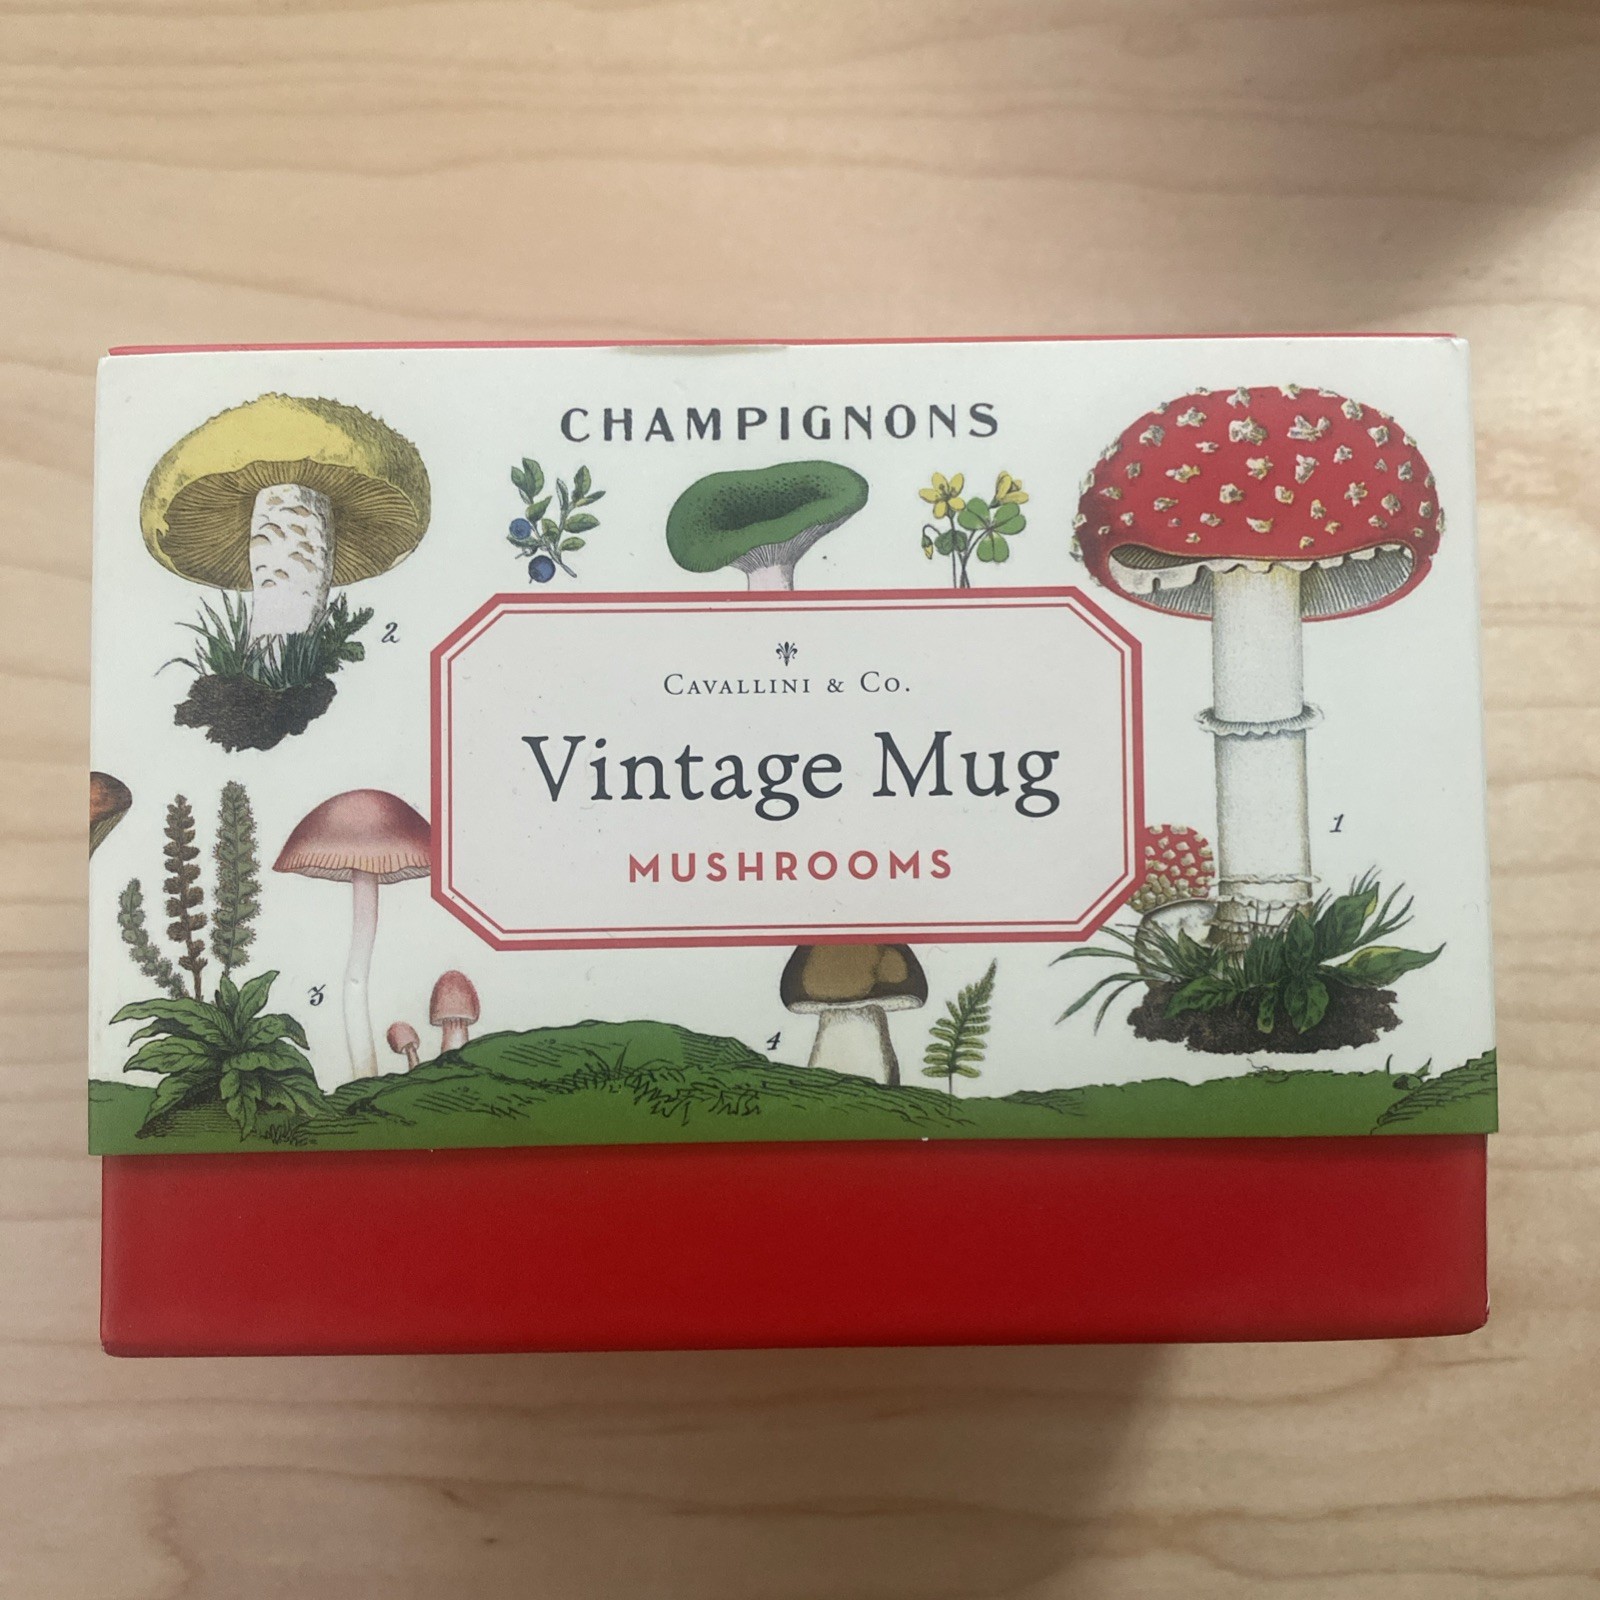 CHAMPIGNONS
2
CAVALLINI & CO.
Vintage Mug
MUSHROOMS
1
3
4